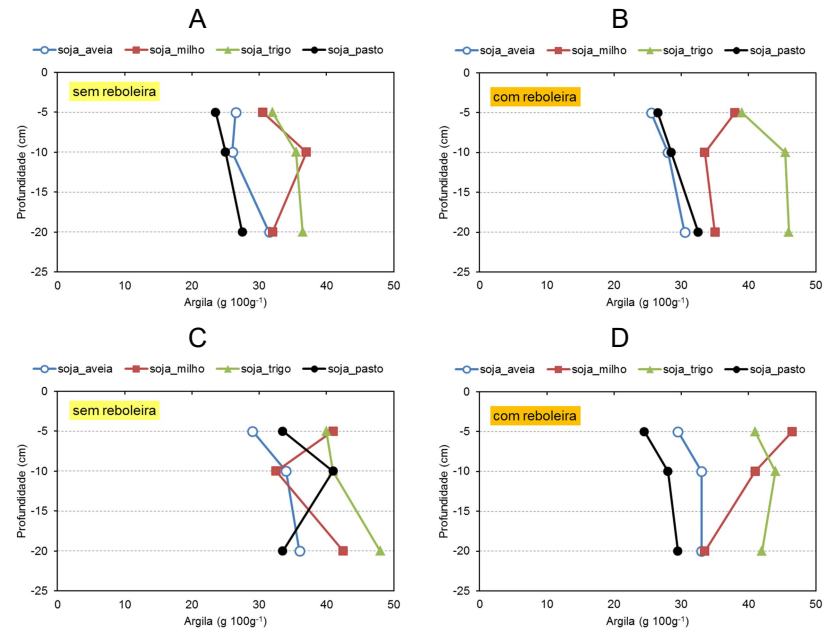 A
soja_aveia soja_milho soja_trigo soja_pasto
sem reboleira
0
-5
-10
-15
-20
-25
Profundidade (cm)
0 10 20 30 40 50
Argila (g 100g⁻¹)
B
soja_aveia soja_milho soja_trigo soja_pasto
com reboleira
0
-5
-10
-15
-20
-25
Profundidade (cm)
0 10 20 30 40 50
Argila (g 100g⁻¹)
C
soja_aveia soja_milho soja_trigo soja_pasto
sem reboleira
0
-5
-10
-15
-20
-25
Profundidade (cm)
0 10 20 30 40 50
Argila (g 100g⁻¹)
D
soja_aveia soja_milho soja_trigo soja_pasto
com reboleira
0
-5
-10
-15
-20
-25
Profundidade (cm)
0 10 20 30 40 50
Argila (g 100g⁻¹)